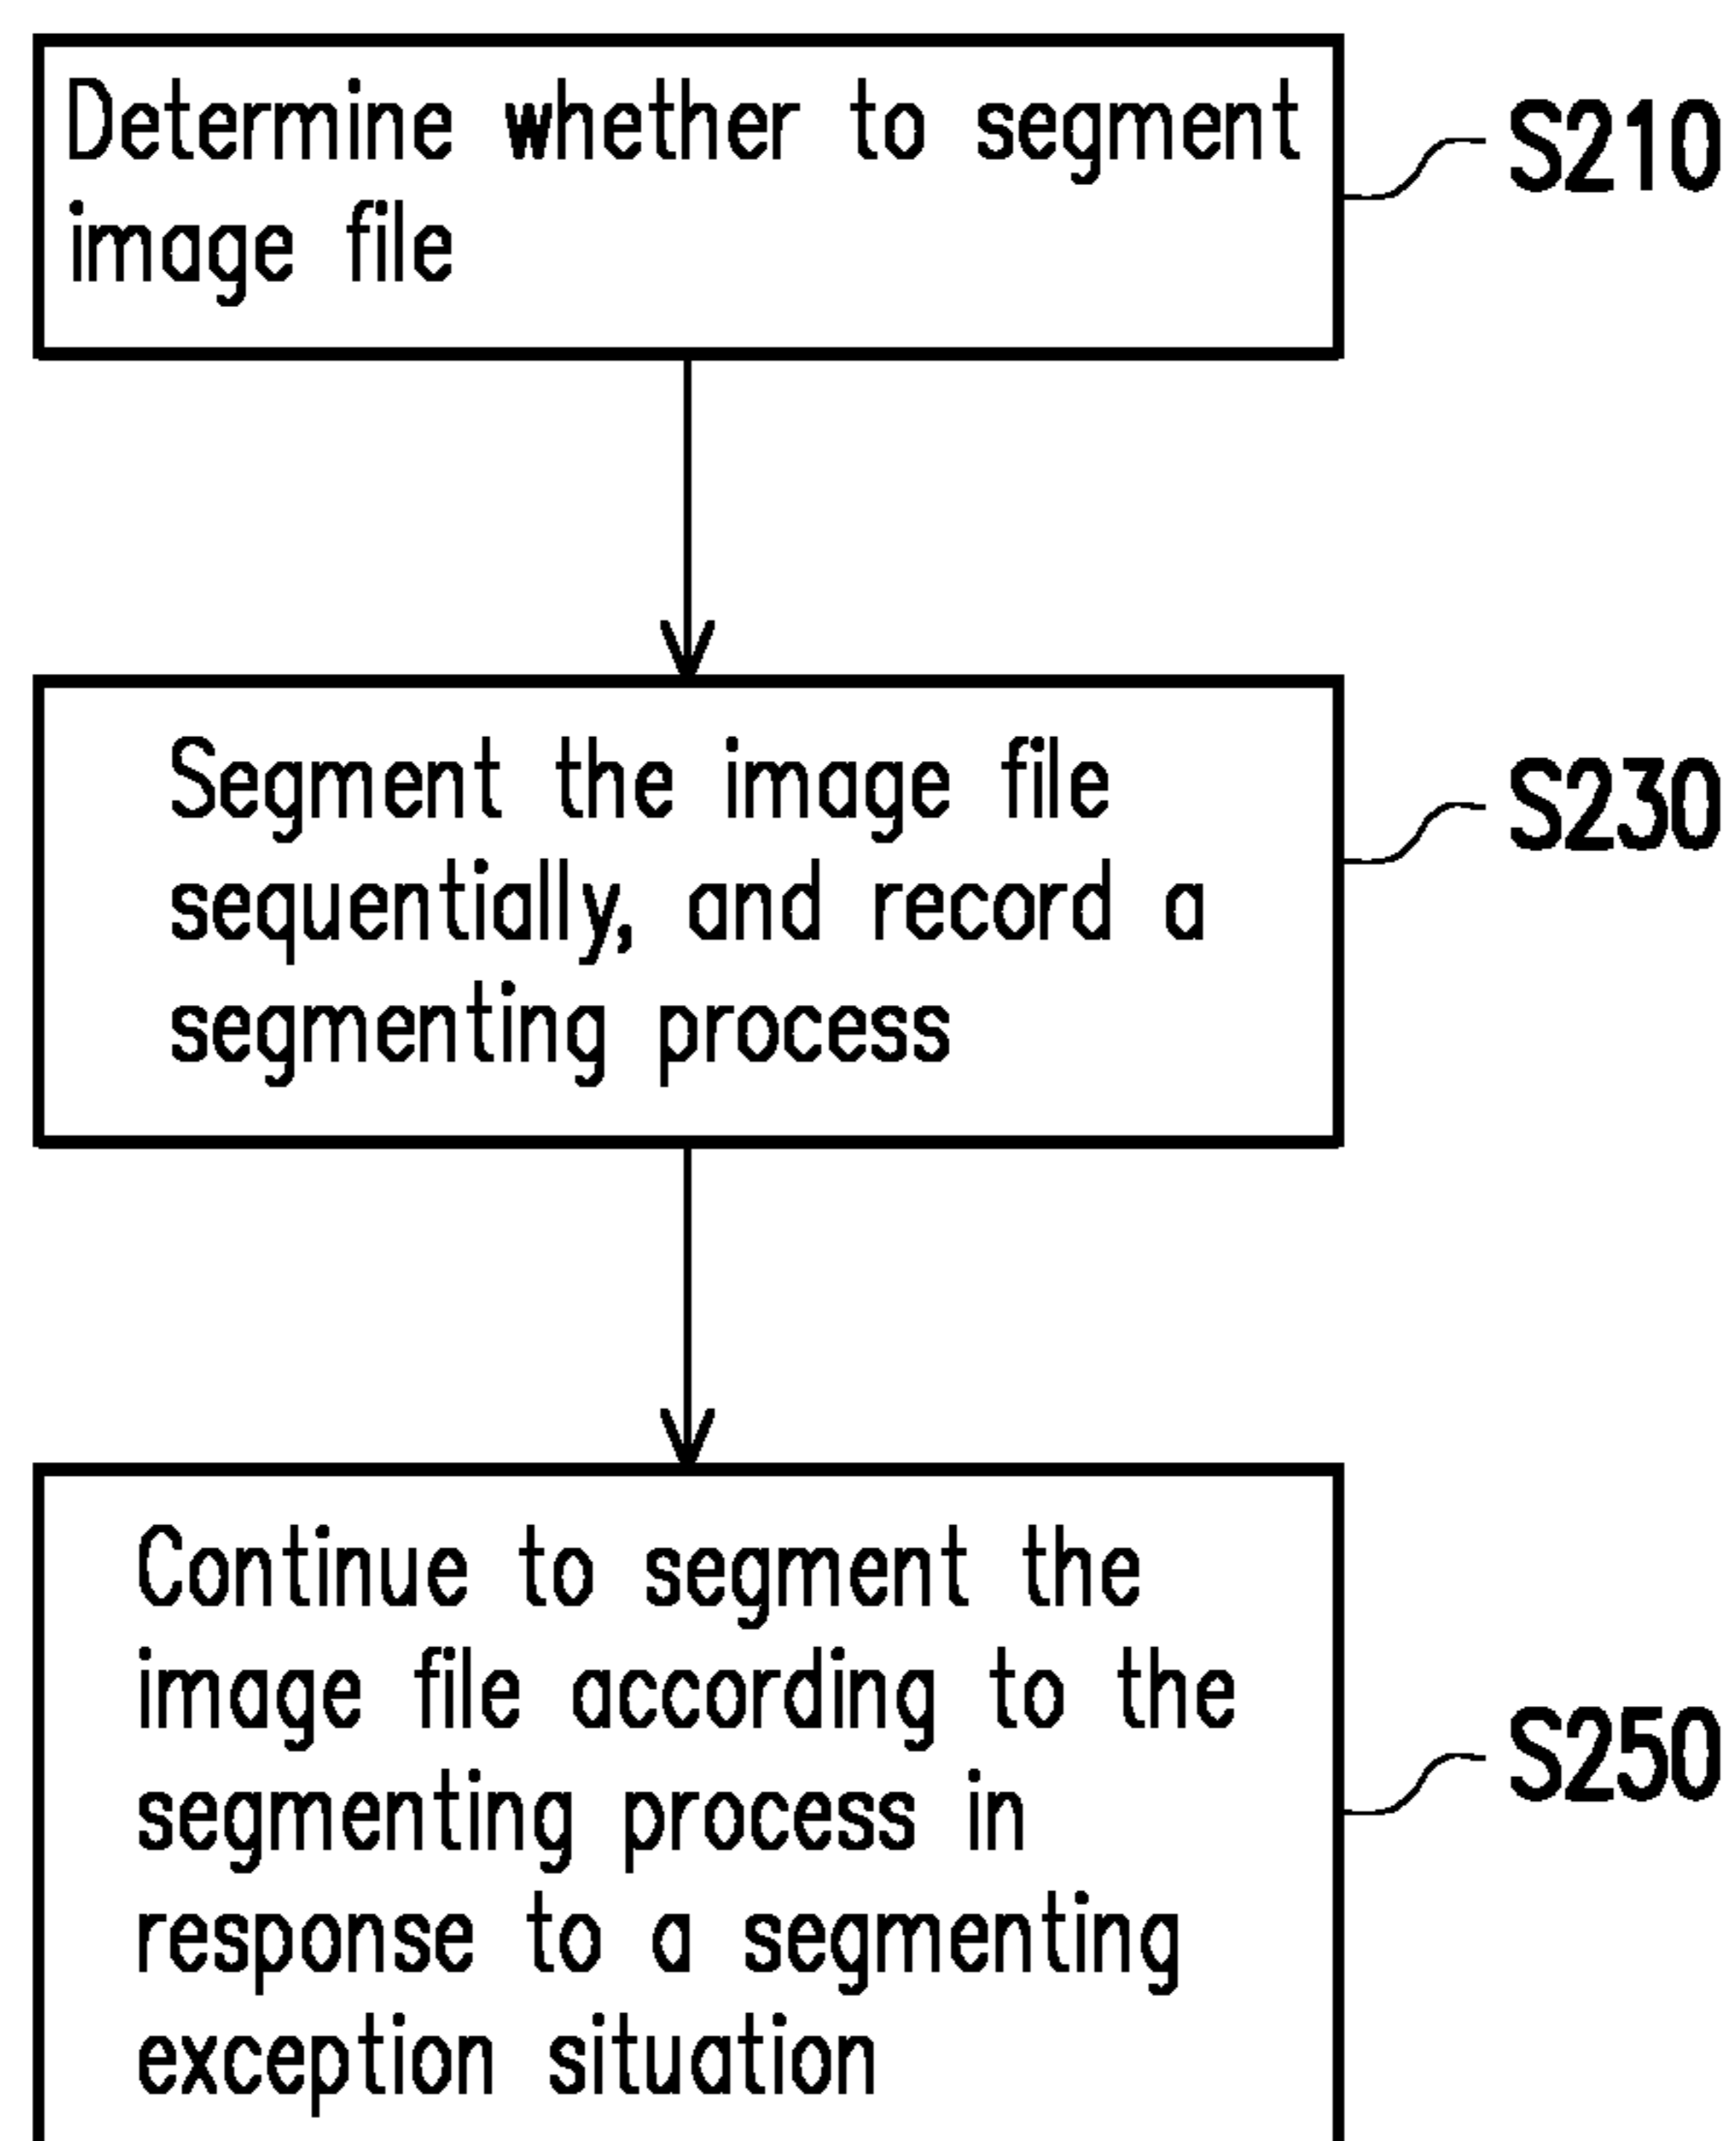 Determine whether to segment
image file
S210
Segment the image file
sequentially, and record a
segmenting process
S230
Continue to segment the
image file according to the
segmenting process in
response to a segmenting
exception situation
S250